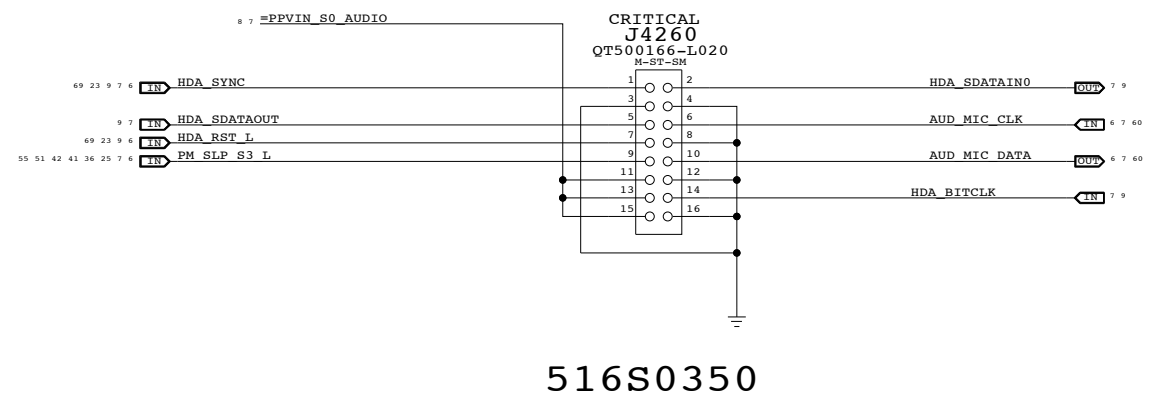 8 7 =PPVIN_S0_AUDIO
CRITICAL
J4260
QT500166-L020
M-ST-SM
69 23 9 7 6 IN HDA_SYNC 1 2 HDA_SDATAIN0 OUT 7 9
3 4
9 7 IN HDA_SDATAOUT 5 6 AUD_MIC_CLK IN 6 7 60
69 23 9 6 IN HDA_RST_L 7 8
55 51 42 41 36 25 7 6 IN PM_SLP_S3_L 9 10 AUD_MIC_DATA OUT 6 7 60
11 12
13 14 HDA_BITCLK IN 7 9
15 16
516S0350